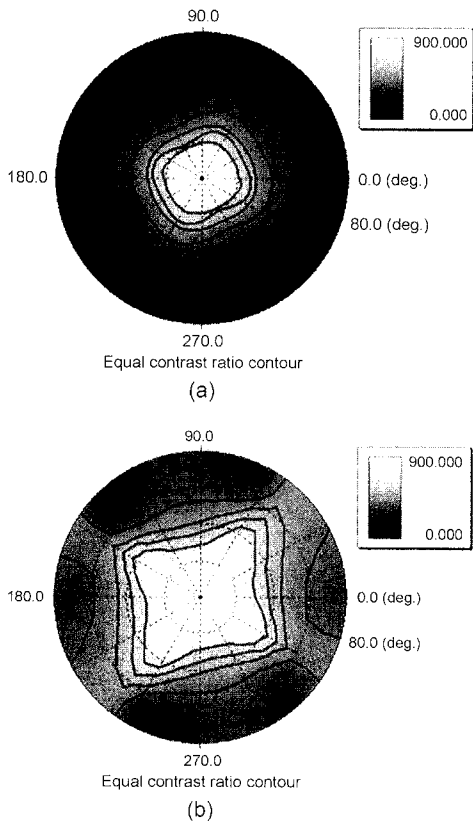 90.0
900.000
0.000
180.0
0.0 (deg.)
80.0 (deg.)
270.0
Equal contrast ratio contour
(a)
90.0
900.000
0.000
180.0
0.0 (deg.)
80.0 (deg.)
270.0
Equal contrast ratio contour
(b)